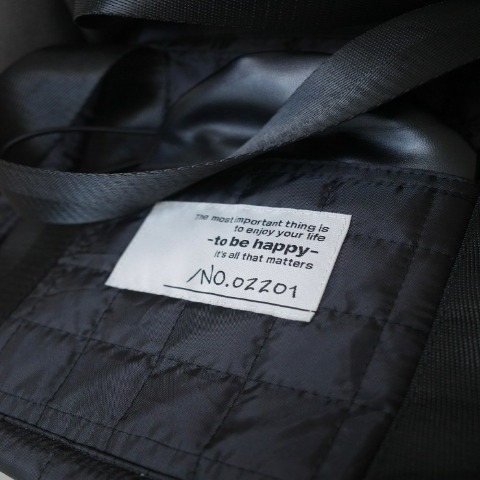 The most important thing is
to enjoy your life
-to be happy-
it's all that matters
/NO.02201